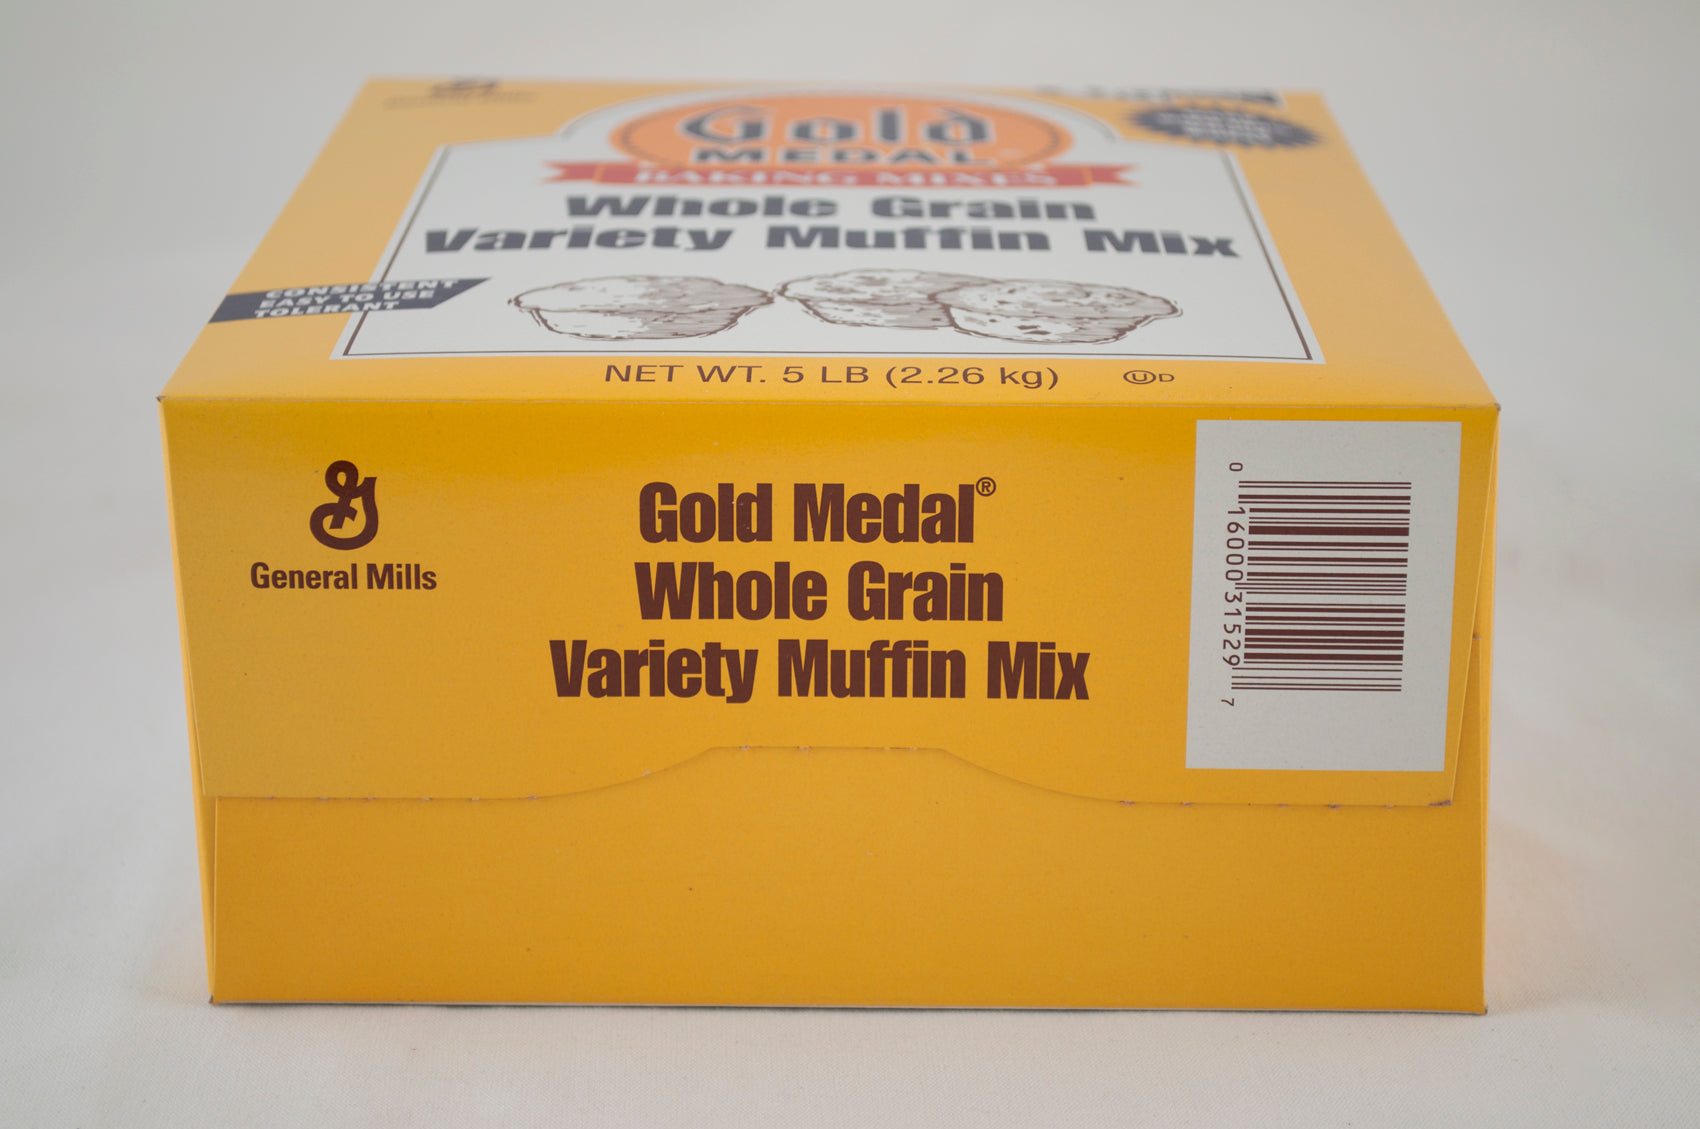 Gold
MEDAL
BAKING MIXES
Whole Grain
Variety Muffin Mix
CONSISTENT
EASY TO USE
TOLERANT
NET WT. 5 LB (2.26 kg)
U D
General Mills
Gold Medal®
Whole Grain
Variety Muffin Mix
0 16000 31529 7